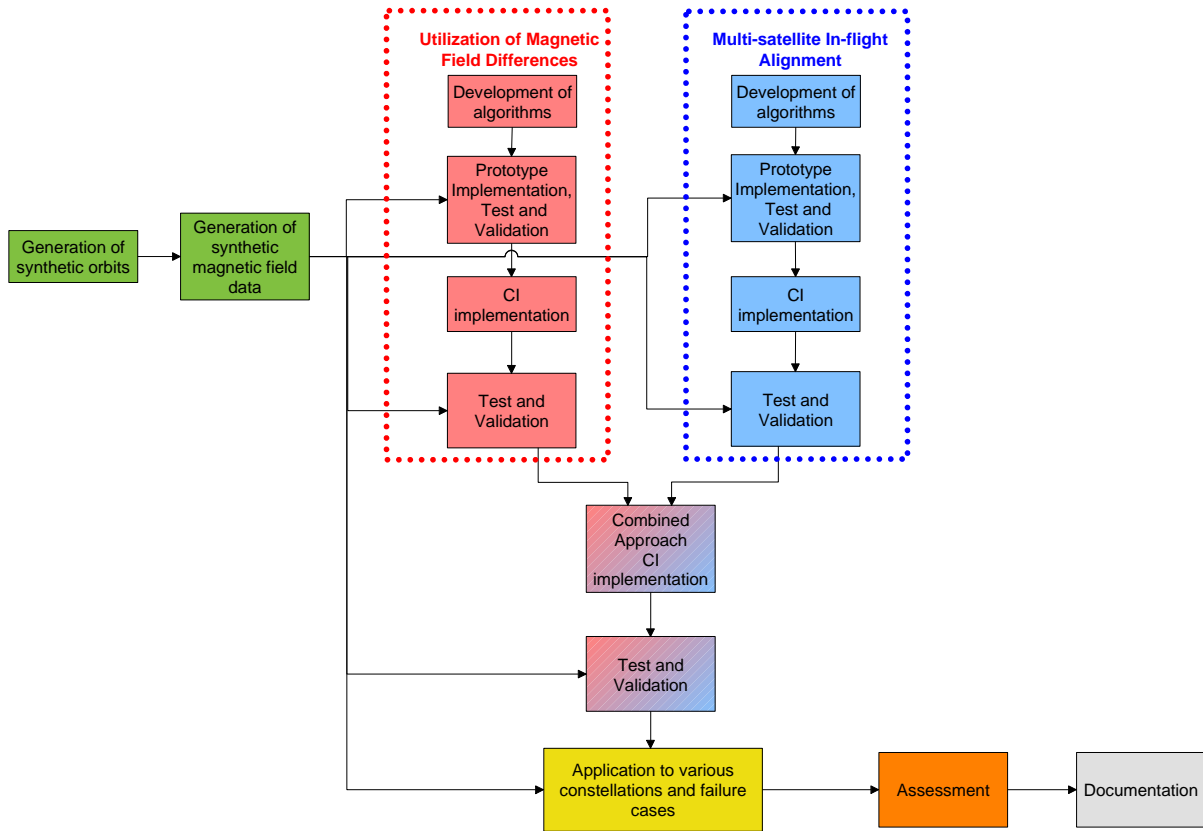 Utilization of Magnetic
Field Differences
Multi-satellite In-flight
Alignment
Development of
algorithms
Development of
algorithms
Prototype
Implementation,
Test and
Validation
Prototype
Implementation,
Test and
Validation
Generation of
synthetic orbits
Generation of
synthetic
magnetic field
data
CI
implementation
CI
implementation
Test and
Validation
Test and
Validation
Combined
Approach
CI
implementation
Test and
Validation
Application to various
constellations and failure
cases
Assessment
Documentation